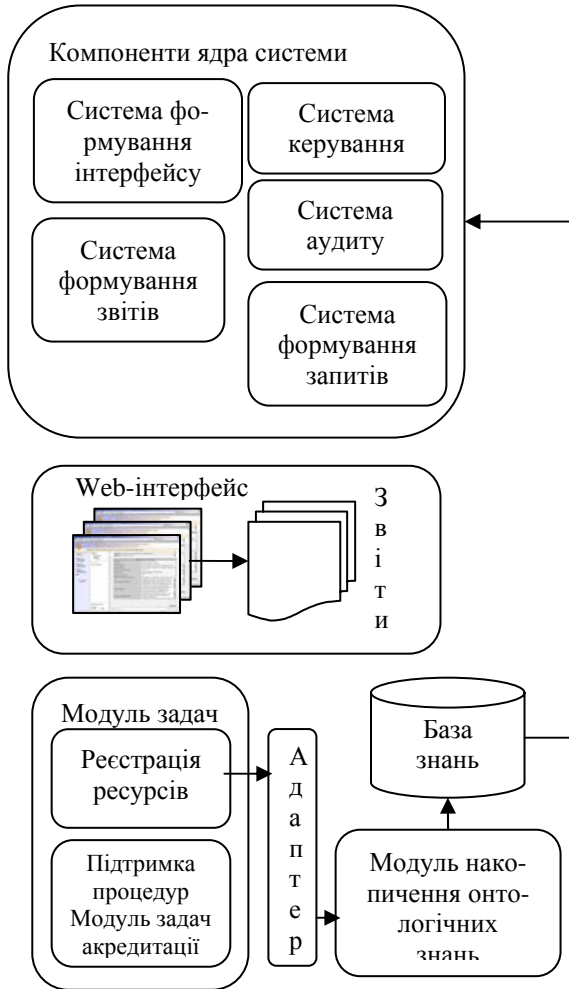 Компоненти ядра системи
Система фо-
рмування
інтерфейсу
Система
керування
Система
аудиту
Система
формування
звітів
Система
формування
запитів
Web-інтерфейс
З
в
і
т
и
Модуль задач
Реєстрація
ресурсів
Підтримка
процедур
Модуль задач
акредитації
А
д
а
п
т
е
р
База
знань
Модуль нако-
пичення онто-
логічних
знань